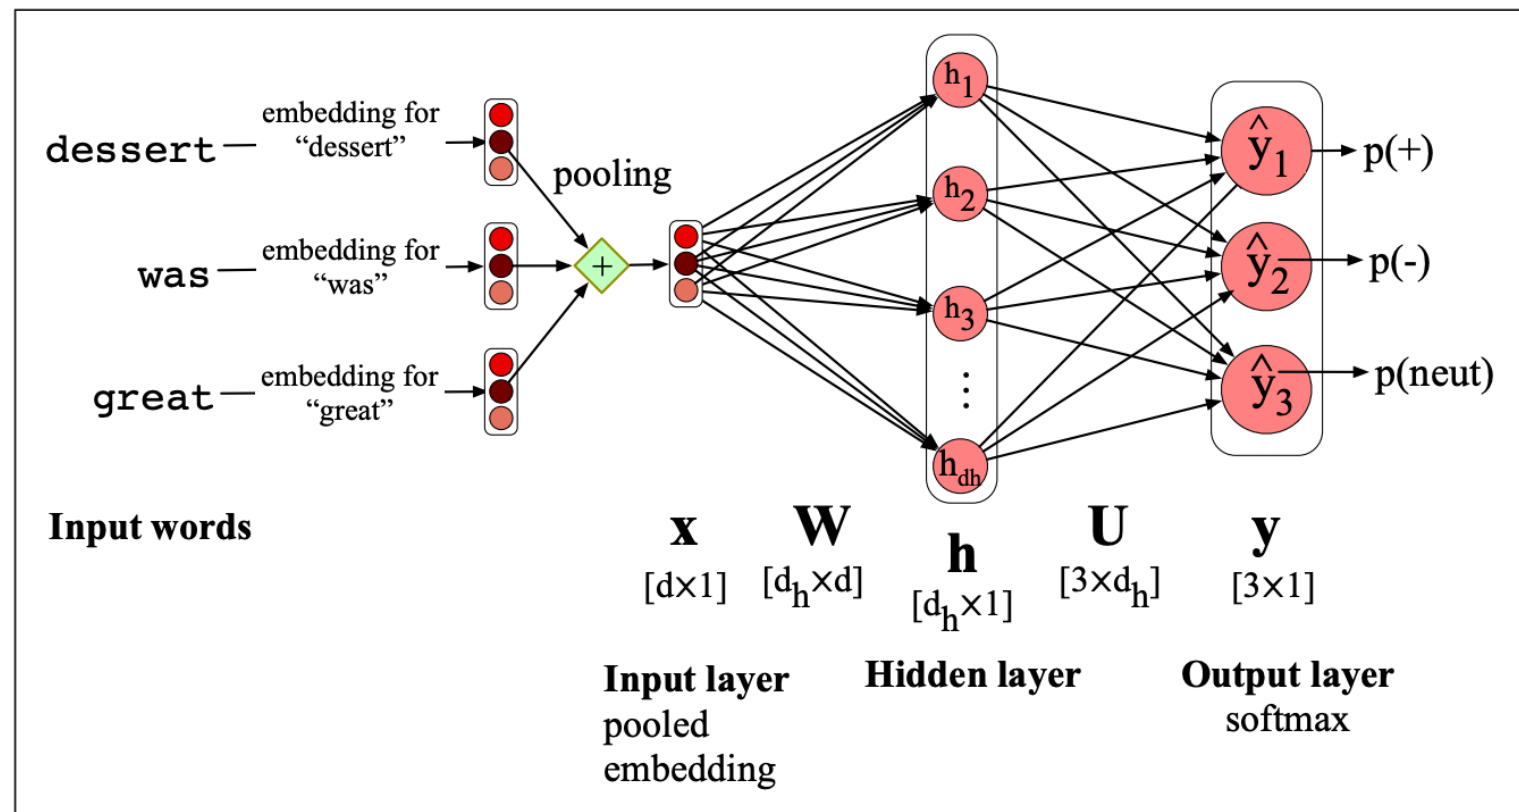 dessert
embedding for
“dessert”
pooling
was
embedding for
“was”
+
great
embedding for
“great”
h1
h2
h3
⋮
hdh
ŷ1
p(+)
ŷ2
p(-)
ŷ3
p(neut)
Input words
x
W
h
U
y
[d×1]
[dh×d]
[dh×1]
[3×dh]
[3×1]
Input layer
pooled
embedding
Hidden layer
Output layer
softmax